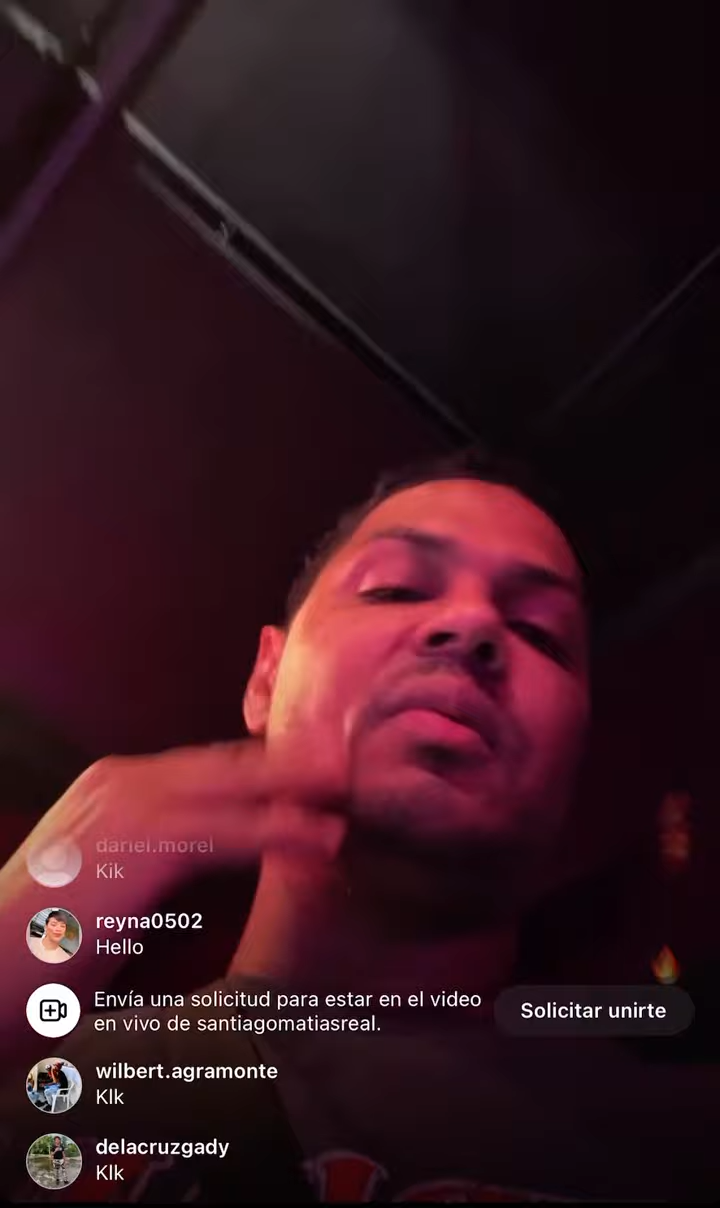 dariel.morel
Kik
reyna0502
Hello
Envía una solicitud para estar en el video
en vivo de santiagomatiasreal.
Solicitar unirte
wilbert.agramonte
Klk
delacruzgady
Klk